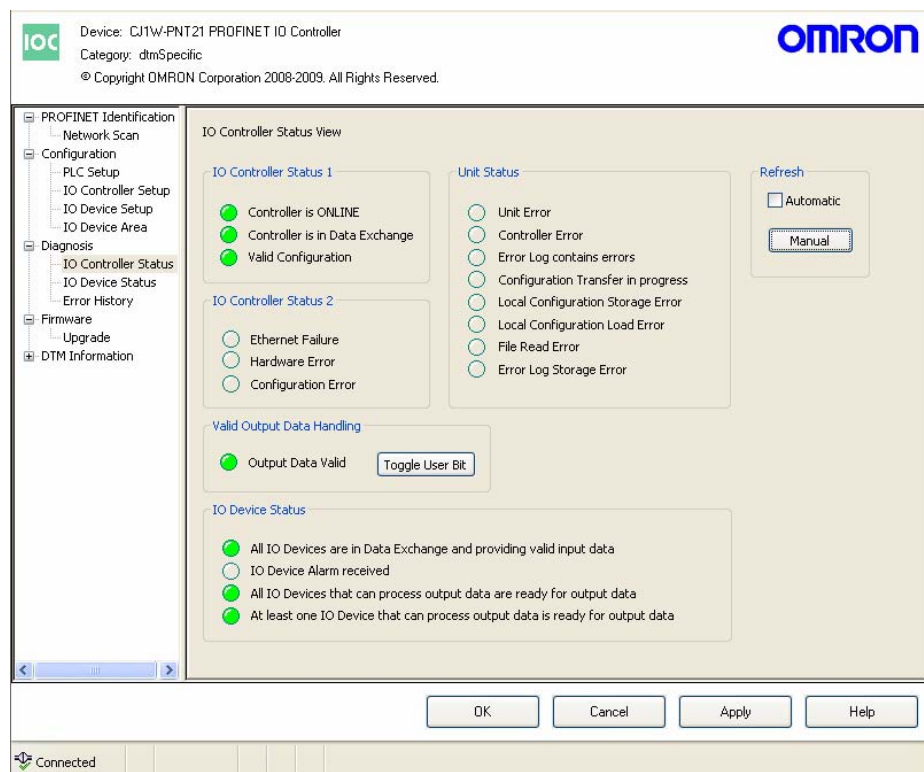 IOC
Device: CJ1W-PNT21 PROFINET IO Controller
Category: dtmSpecific
© Copyright OMRON Corporation 2008-2009. All Rights Reserved.
OMRON
PROFINET Identification
Network Scan
Configuration
PLC Setup
IO Controller Setup
IO Device Setup
IO Device Area
Diagnosis
IO Controller Status
IO Device Status
Error History
Firmware
Upgrade
DTM Information
IO Controller Status View
IO Controller Status 1
Controller is ONLINE
Controller is in Data Exchange
Valid Configuration
IO Controller Status 2
Ethernet Failure
Hardware Error
Configuration Error
Unit Status
Unit Error
Controller Error
Error Log contains errors
Configuration Transfer in progress
Local Configuration Storage Error
Local Configuration Load Error
File Read Error
Error Log Storage Error
Refresh
Automatic
Manual
Valid Output Data Handling
Output Data Valid
Toggle User Bit
IO Device Status
All IO Devices are in Data Exchange and providing valid input data
IO Device Alarm received
All IO Devices that can process output data are ready for output data
At least one IO Device that can process output data is ready for output data
OK
Cancel
Apply
Help
Connected